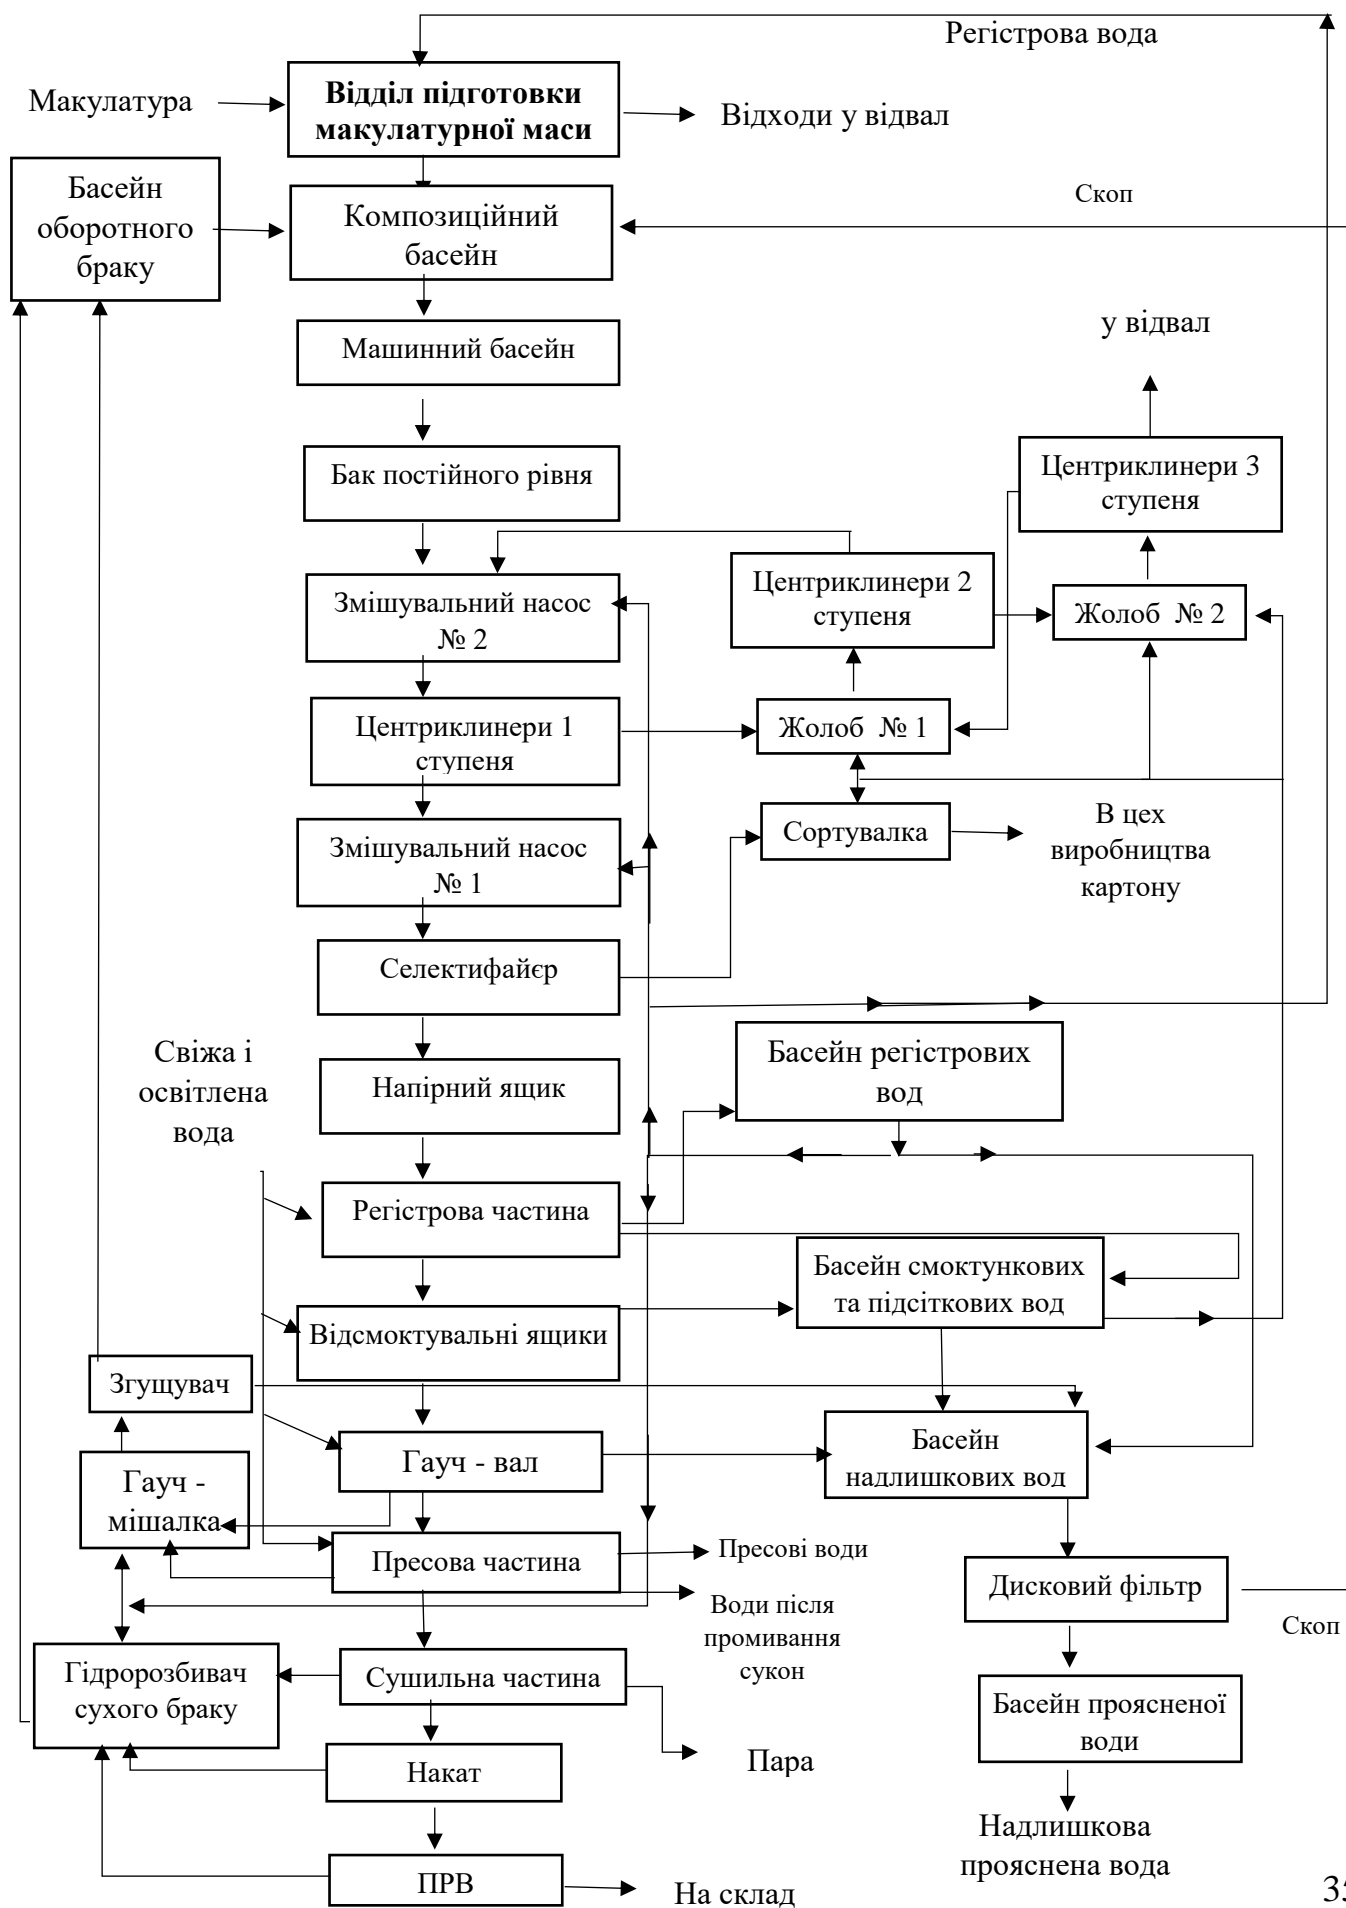 Регістрова вода
Макулатура
Відділ підготовки
макулатурної маси
Відходи у відвал
Басейн
оборотного
браку
Композиційний
басейн
Скоп
Машинний басейн
у відвал
Бак постійного рівня
Центриклинери 3
ступеня
Змішувальний насос
№ 2
Центриклинери 2
ступеня
Жолоб № 2
Центриклинери 1
ступеня
Жолоб № 1
Змішувальний насос
№ 1
Сортувалка
В цех
виробництва
картону
Селектифайєр
Свіжа і
освітлена
вода
Напірний ящик
Басейн регістрових
вод
Регістрова частина
Басейн смоктункових
та підсіткових вод
Відсмоктувальні ящики
Згущувач
Гауч -
мішалка
Гауч - вал
Басейн
надлишкових вод
Пресова частина
Пресові води
Води після
промивання
сукон
Дисковий фільтр
Скоп
Гідророзбивач
сухого браку
Сушильна частина
Басейн проясненої
води
Накат
Пара
Надлишкова
прояснена вода
ПРВ
На склад
35